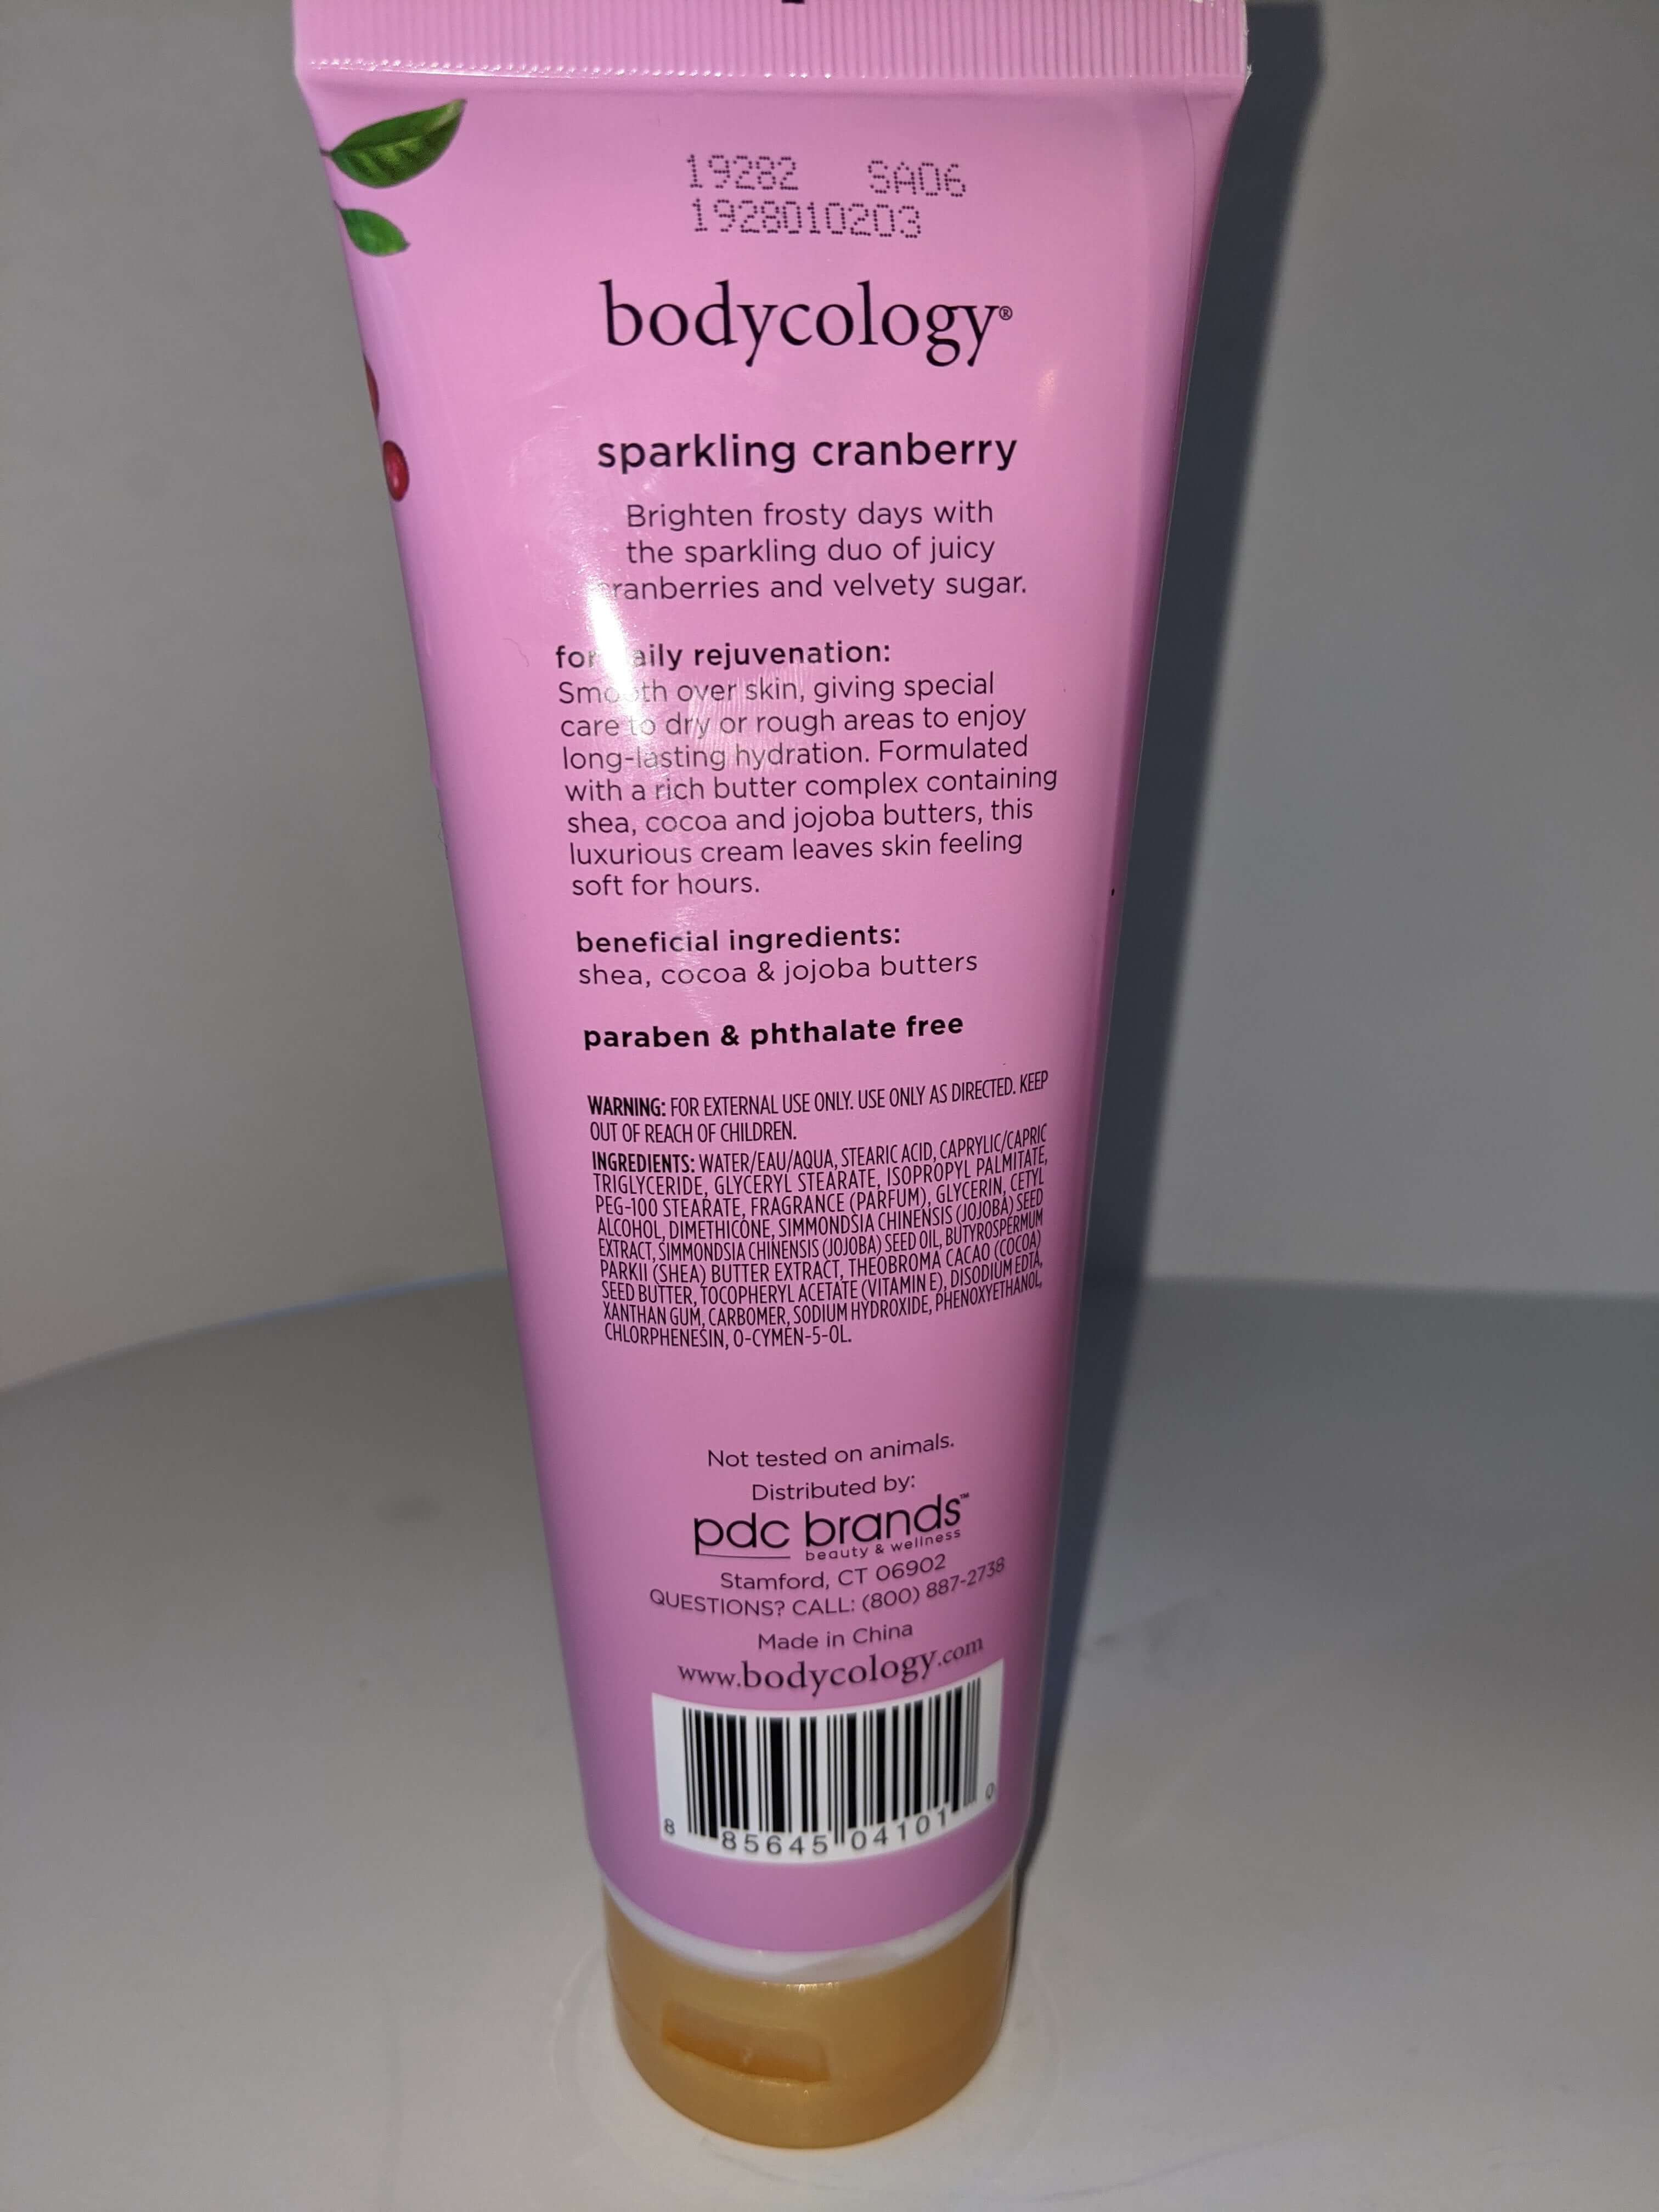 19282 SA06
1928010203
bodycology®
sparkling cranberry
Brighten frosty days with
the sparkling duo of juicy
cranberries and velvety sugar.
for daily rejuvenation:
Smooth over skin, giving special
care to dry or rough areas to enjoy
long-lasting hydration. Formulated
with a rich butter complex containing
shea, cocoa and jojoba butters, this
luxurious cream leaves skin feeling
soft for hours.
beneficial ingredients:
shea, cocoa & jojoba butters
paraben & phthalate free
WARNING: FOR EXTERNAL USE ONLY. USE ONLY AS DIRECTED. KEEP
OUT OF REACH OF CHILDREN.
INGREDIENTS: WATER/EAU/AQUA, STEARIC ACID, CAPRYLIC/CAPRIC
TRIGLYCERIDE, GLYCERYL STEARATE, ISOPROPYL PALMITATE,
PEG-100 STEARATE, FRAGRANCE (PARFUM), GLYCERIN, CETYL
ALCOHOL, DIMETHICONE, SIMMONDSIA CHINENSIS (JOJOBA) SEED
EXTRACT, SIMMONDSIA CHINENSIS (JOJOBA) SEED OIL, BUTYROSPERMUM
PARKII (SHEA) BUTTER EXTRACT, THEOBROMA CACAO (COCOA)
SEED BUTTER, TOCOPHERYL ACETATE (VITAMIN E), DISODIUM EDTA,
XANTHAN GUM, CARBOMER, SODIUM HYDROXIDE, PHENOXYETHANOL,
CHLORPHENESIN, O-CYMEN-5-OL.
Not tested on animals.
Distributed by:
pdc brands™
beauty & wellness
Stamford, CT 06902
QUESTIONS? CALL: (800) 887-2738
Made in China
www.bodycology.com
8 85645 04101 0